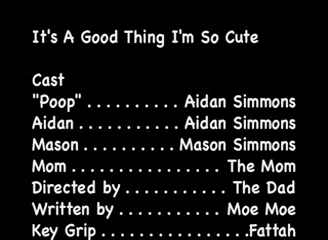 It's A Good Thing I'm So Cute
Cast
"Poop" .......... Aidan Simmons
Aidan ........... Aidan Simmons
Mason .......... Mason Simmons
Mom ................ The Mom
Directed by ............ The Dad
Written by ........... Moe Moe
Key Grip ................Fattah